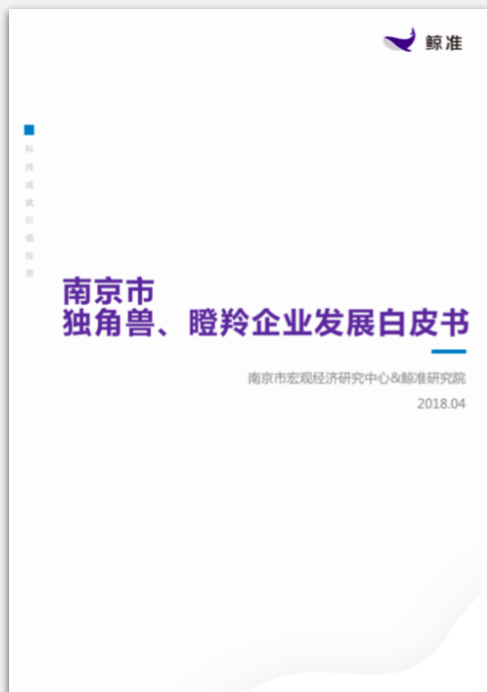 鲸准
科
技
成
就
价
值
投
资
南京市
独角兽、瞪羚企业发展白皮书
南京市宏观经济研究中心&鲸准研究院
2018.04